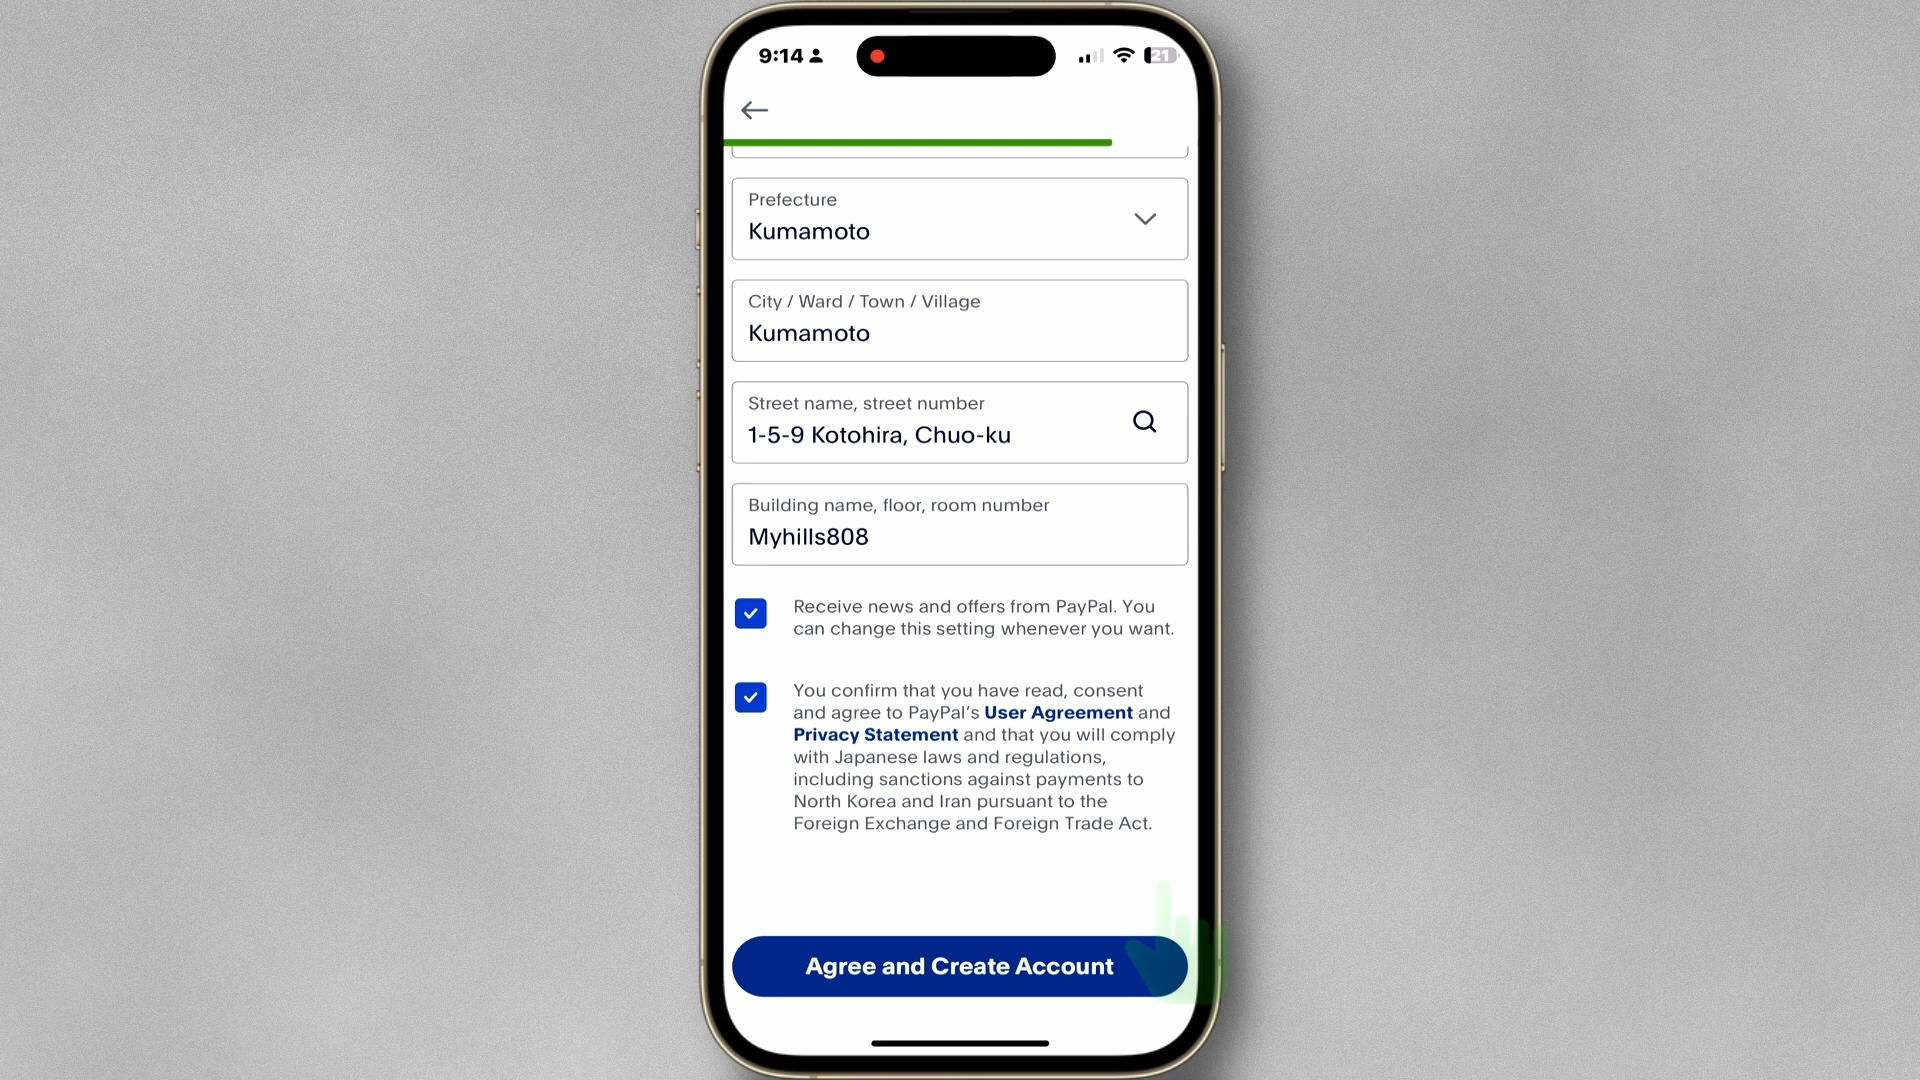 9:14
21
Prefecture
Kumamoto
City / Ward / Town / Village
Kumamoto
Street name, street number
1-5-9 Kotohira, Chuo-ku
Building name, floor, room number
Myhills808
Receive news and offers from PayPal. You
can change this setting whenever you want.
You confirm that you have read, consent
and agree to PayPal's User Agreement and
Privacy Statement and that you will comply
with Japanese laws and regulations,
including sanctions against payments to
North Korea and Iran pursuant to the
Foreign Exchange and Foreign Trade Act.
Agree and Create Account